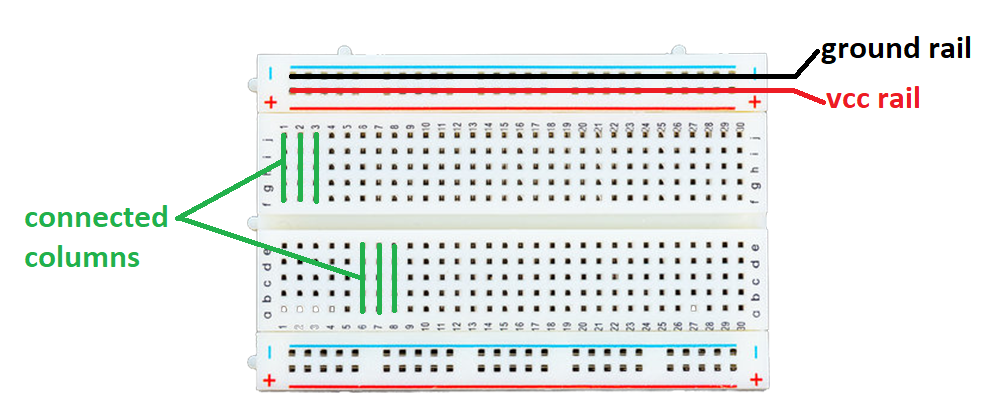 ground rail
vcc rail
− −
+ +
1 2 3 4 5 6 7 8 9 10 11 12 13 14 15 16 17 18 19 20 21 22 23 24 25 26 27 28 29 30
j j
i i
h h
g g
f f
connected
columns
e e
d d
c c
b b
a a
1 2 3 4 5 6 7 8 9 10 11 12 13 14 15 16 17 18 19 20 21 22 23 24 25 26 27 28 29 30
− −
+ +